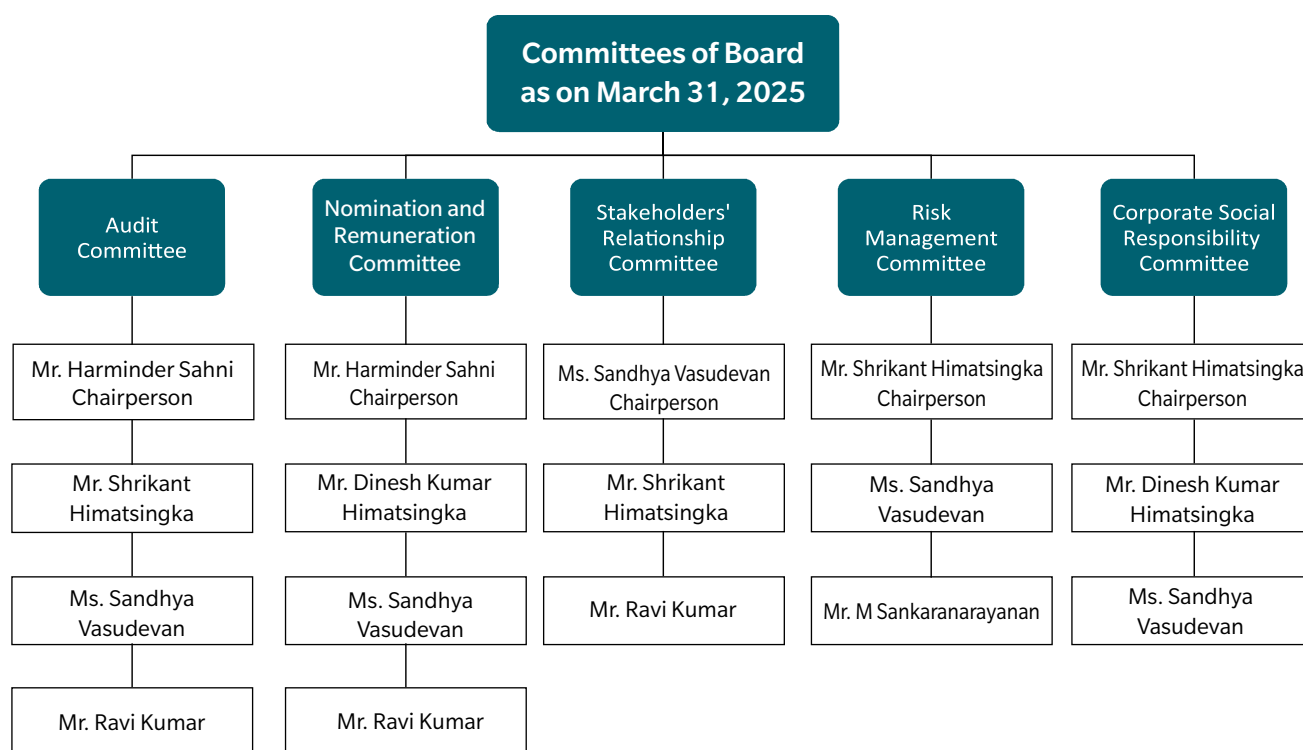 Committees of Board
as on March 31, 2025
Audit
Committee
Mr. Harminder Sahni
Chairperson
Mr. Shrikant
Himatsingka
Ms. Sandhya
Vasudevan
Mr. Ravi Kumar
Nomination and
Remuneration
Committee
Mr. Harminder Sahni
Chairperson
Mr. Dinesh Kumar
Himatsingka
Ms. Sandhya
Vasudevan
Mr. Ravi Kumar
Stakeholders'
Relationship
Committee
Ms. Sandhya Vasudevan
Chairperson
Mr. Shrikant
Himatsingka
Mr. Ravi Kumar
Risk
Management
Committee
Mr. Shrikant Himatsingka
Chairperson
Ms. Sandhya
Vasudevan
Mr. M Sankaranarayanan
Corporate Social
Responsibility
Committee
Mr. Shrikant Himatsingka
Chairperson
Mr. Dinesh Kumar
Himatsingka
Ms. Sandhya
Vasudevan